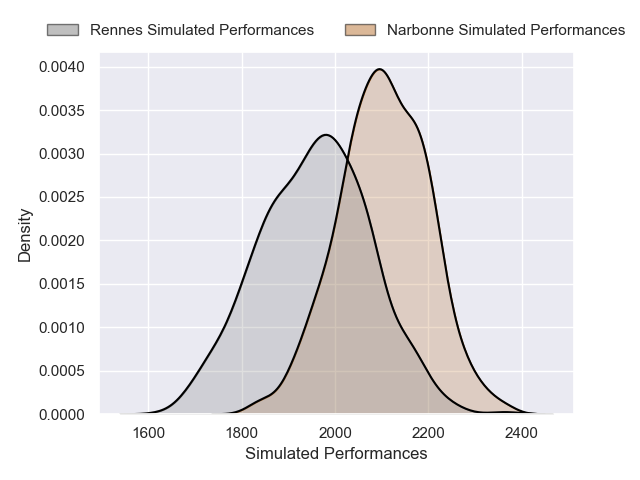 Rennes Simulated Performances Narbonne Simulated Performances
0.0040
0.0035
0.0030
0.0025
0.0020
0.0015
0.0010
0.0005
0.0000
Density
1600 1800 2000 2200 2400
Simulated Performances